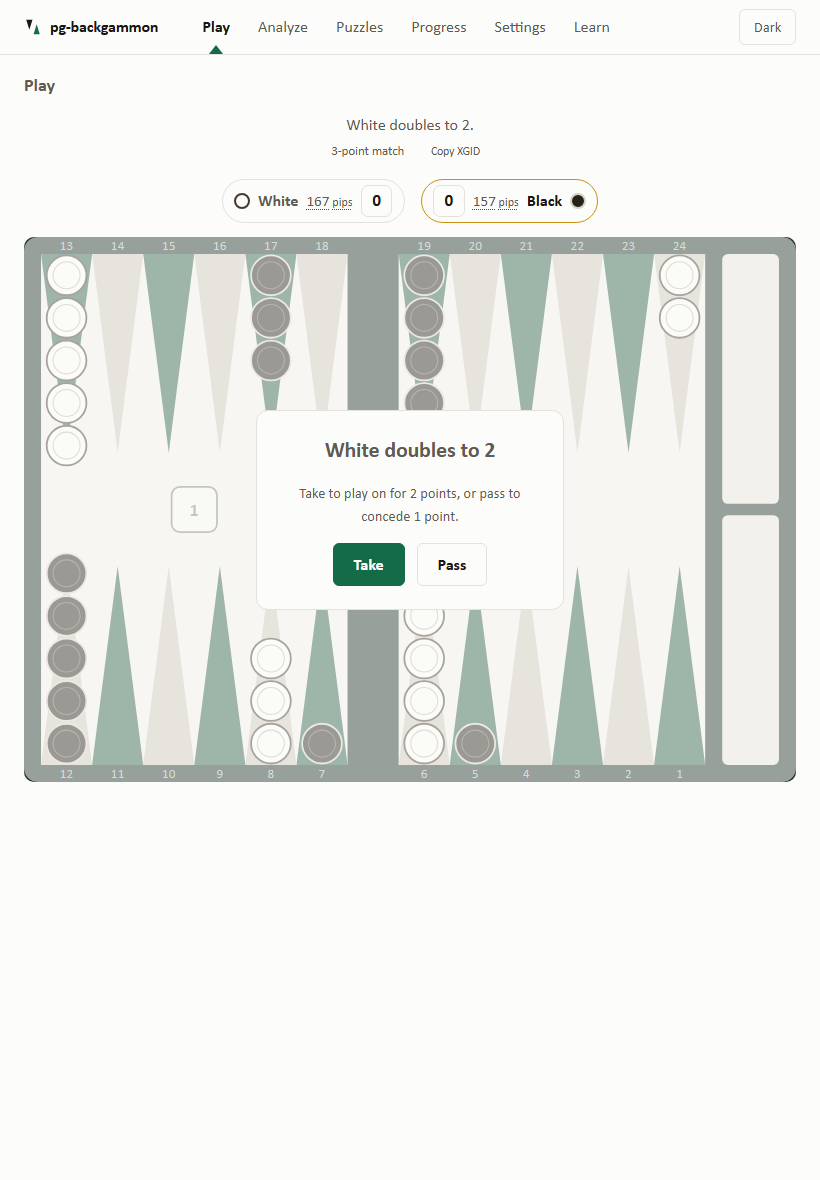 pg-backgammon Play Analyze Puzzles Progress Settings Learn Dark
Play
White doubles to 2.
3-point match Copy XGID
White 167 pips 0 0 157 pips Black
13 14 15 16 17 18 19 20 21 22 23 24
White doubles to 2
Take to play on for 2 points, or pass to
concede 1 point.
1
Take Pass
12 11 10 9 8 7 6 5 4 3 2 1